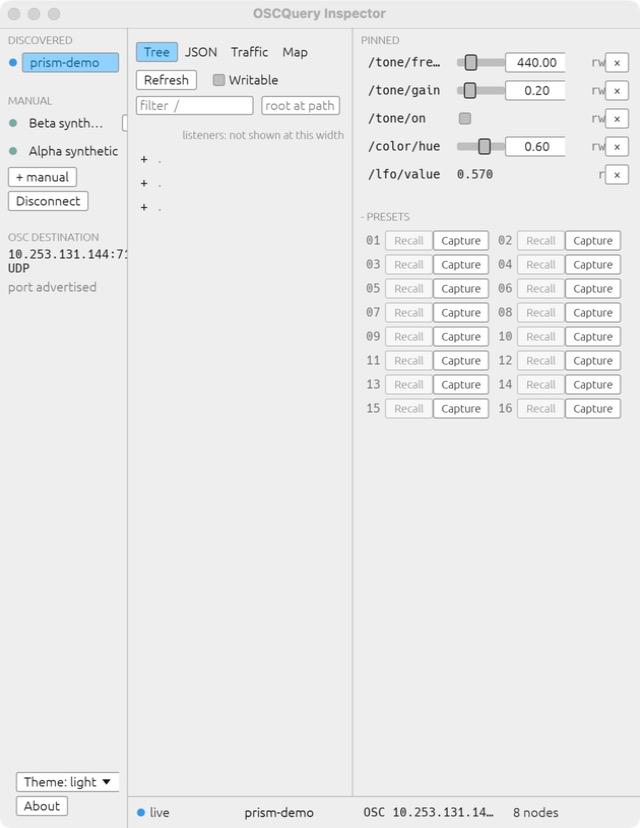 OSCQuery Inspector
DISCOVERED
prism-demo
MANUAL
Beta synth…
Alpha synthetic
+ manual
Disconnect
OSC DESTINATION
10.253.131.144:71
UDP
port advertised
Theme: light
About
Tree JSON Traffic Map
Refresh Writable
filter / root at path
listeners: not shown at this width
+ .
+ .
+ .
PINNED
/tone/fre… 440.00 rw ×
/tone/gain 0.20 rw ×
/tone/on rw ×
/color/hue 0.60 rw ×
/lfo/value 0.570 r ×
- PRESETS
01 Recall Capture 02 Recall Capture
03 Recall Capture 04 Recall Capture
05 Recall Capture 06 Recall Capture
07 Recall Capture 08 Recall Capture
09 Recall Capture 10 Recall Capture
11 Recall Capture 12 Recall Capture
13 Recall Capture 14 Recall Capture
15 Recall Capture 16 Recall Capture
live prism-demo OSC 10.253.131.14… 8 nodes